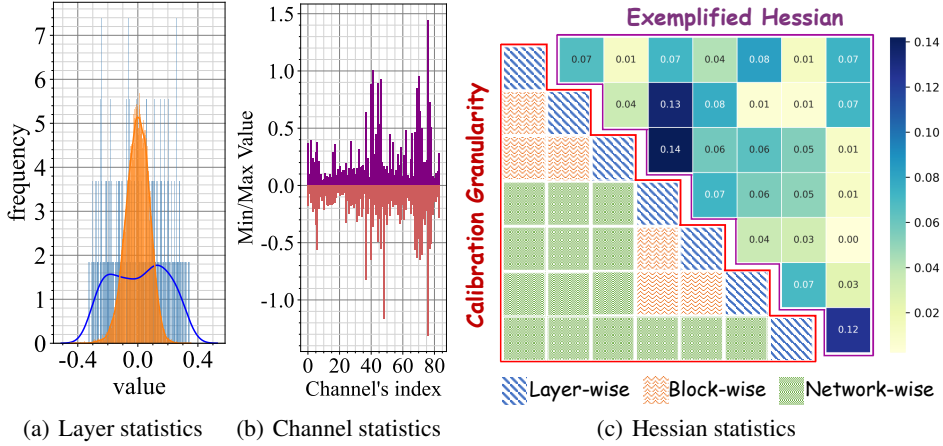 7
6
5
4
3
2
1
0
frequency
-0.4 0.0 0.4
value
(a) Layer statistics
1.5
1.0
0.5
0.0
-0.5
-1.0
Min/Max Value
0 20 40 60 80
Channel's index
(b) Channel statistics
Exemplified Hessian
Calibration Granularity
0.07 0.01 0.07 0.04 0.08 0.01 0.07
0.04 0.13 0.08 0.01 0.01 0.07
0.14 0.06 0.06 0.05 0.01
0.07 0.06 0.05 0.01
0.04 0.03 0.00
0.07 0.03
0.12
0.14
0.12
0.10
0.08
0.06
0.04
0.02
Layer-wise Block-wise Network-wise
(c) Hessian statistics